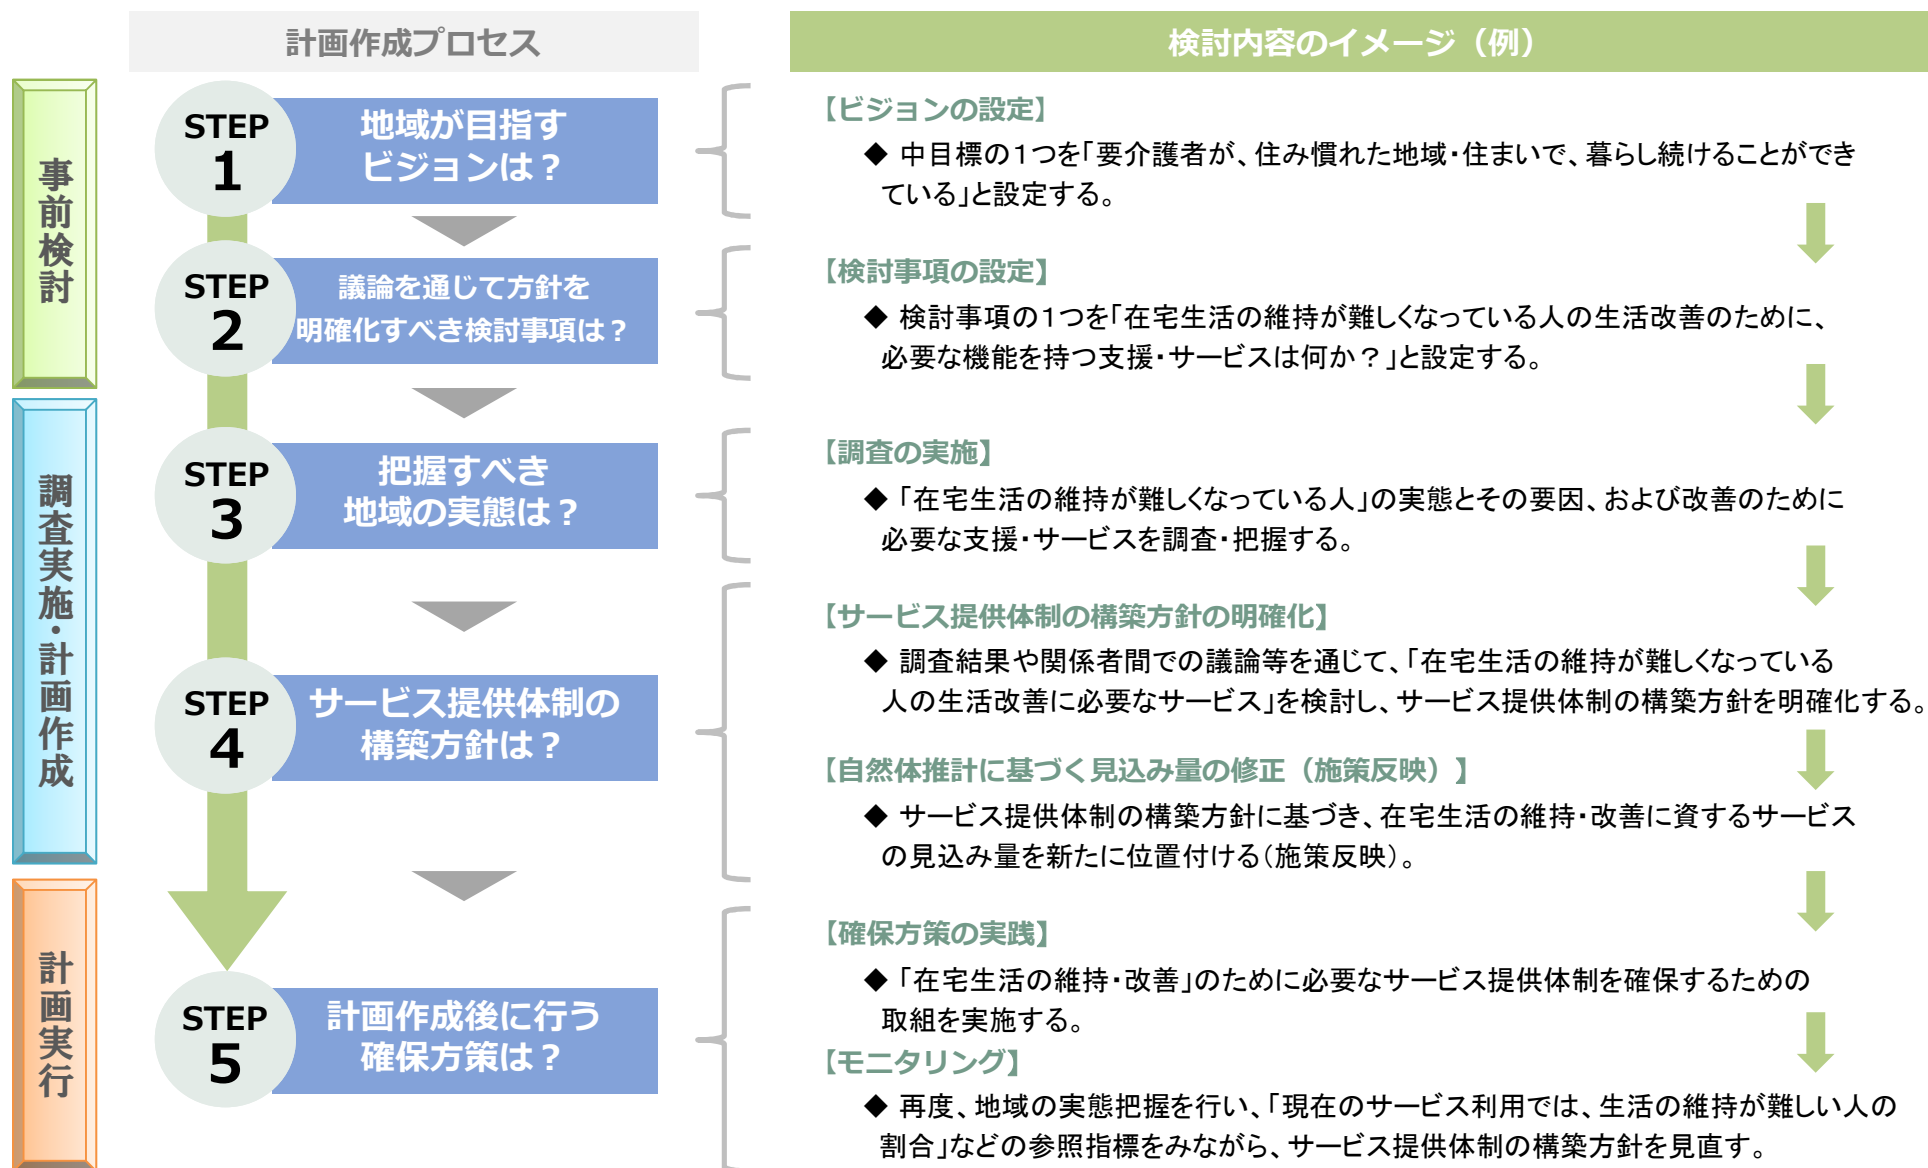 計画作成プロセス
検討内容のイメージ（例）
事前検討
STEP
1
地域が目指す
ビジョンは？
【ビジョンの設定】
◆ 中目標の１つを「要介護者が、住み慣れた地域・住まいで、暮らし続けることができ
ている」と設定する。
STEP
2
議論を通じて方針を
明確化すべき検討事項は？
【検討事項の設定】
◆ 検討事項の１つを「在宅生活の維持が難しくなっている人の生活改善のために、
必要な機能を持つ支援・サービスは何か？」と設定する。
調査実施・計画作成
STEP
3
把握すべき
地域の実態は？
【調査の実施】
◆ 「在宅生活の維持が難しくなっている人」の実態とその要因、および改善のために
必要な支援・サービスを調査・把握する。
STEP
4
サービス提供体制の
構築方針は？
【サービス提供体制の構築方針の明確化】
◆ 調査結果や関係者間での議論等を通じて、「在宅生活の維持が難しくなっている
人の生活改善に必要なサービス」を検討し、サービス提供体制の構築方針を明確化する。
【自然体推計に基づく見込み量の修正（施策反映）】
◆ サービス提供体制の構築方針に基づき、在宅生活の維持・改善に資するサービス
の見込み量を新たに位置付ける（施策反映）。
計画実行
STEP
5
計画作成後に行う
確保方策は？
【確保方策の実践】
◆ 「在宅生活の維持・改善」のために必要なサービス提供体制を確保するための
取組を実施する。
【モニタリング】
◆ 再度、地域の実態把握を行い、「現在のサービス利用では、生活の維持が難しい人の
割合」などの参照指標をみながら、サービス提供体制の構築方針を見直す。